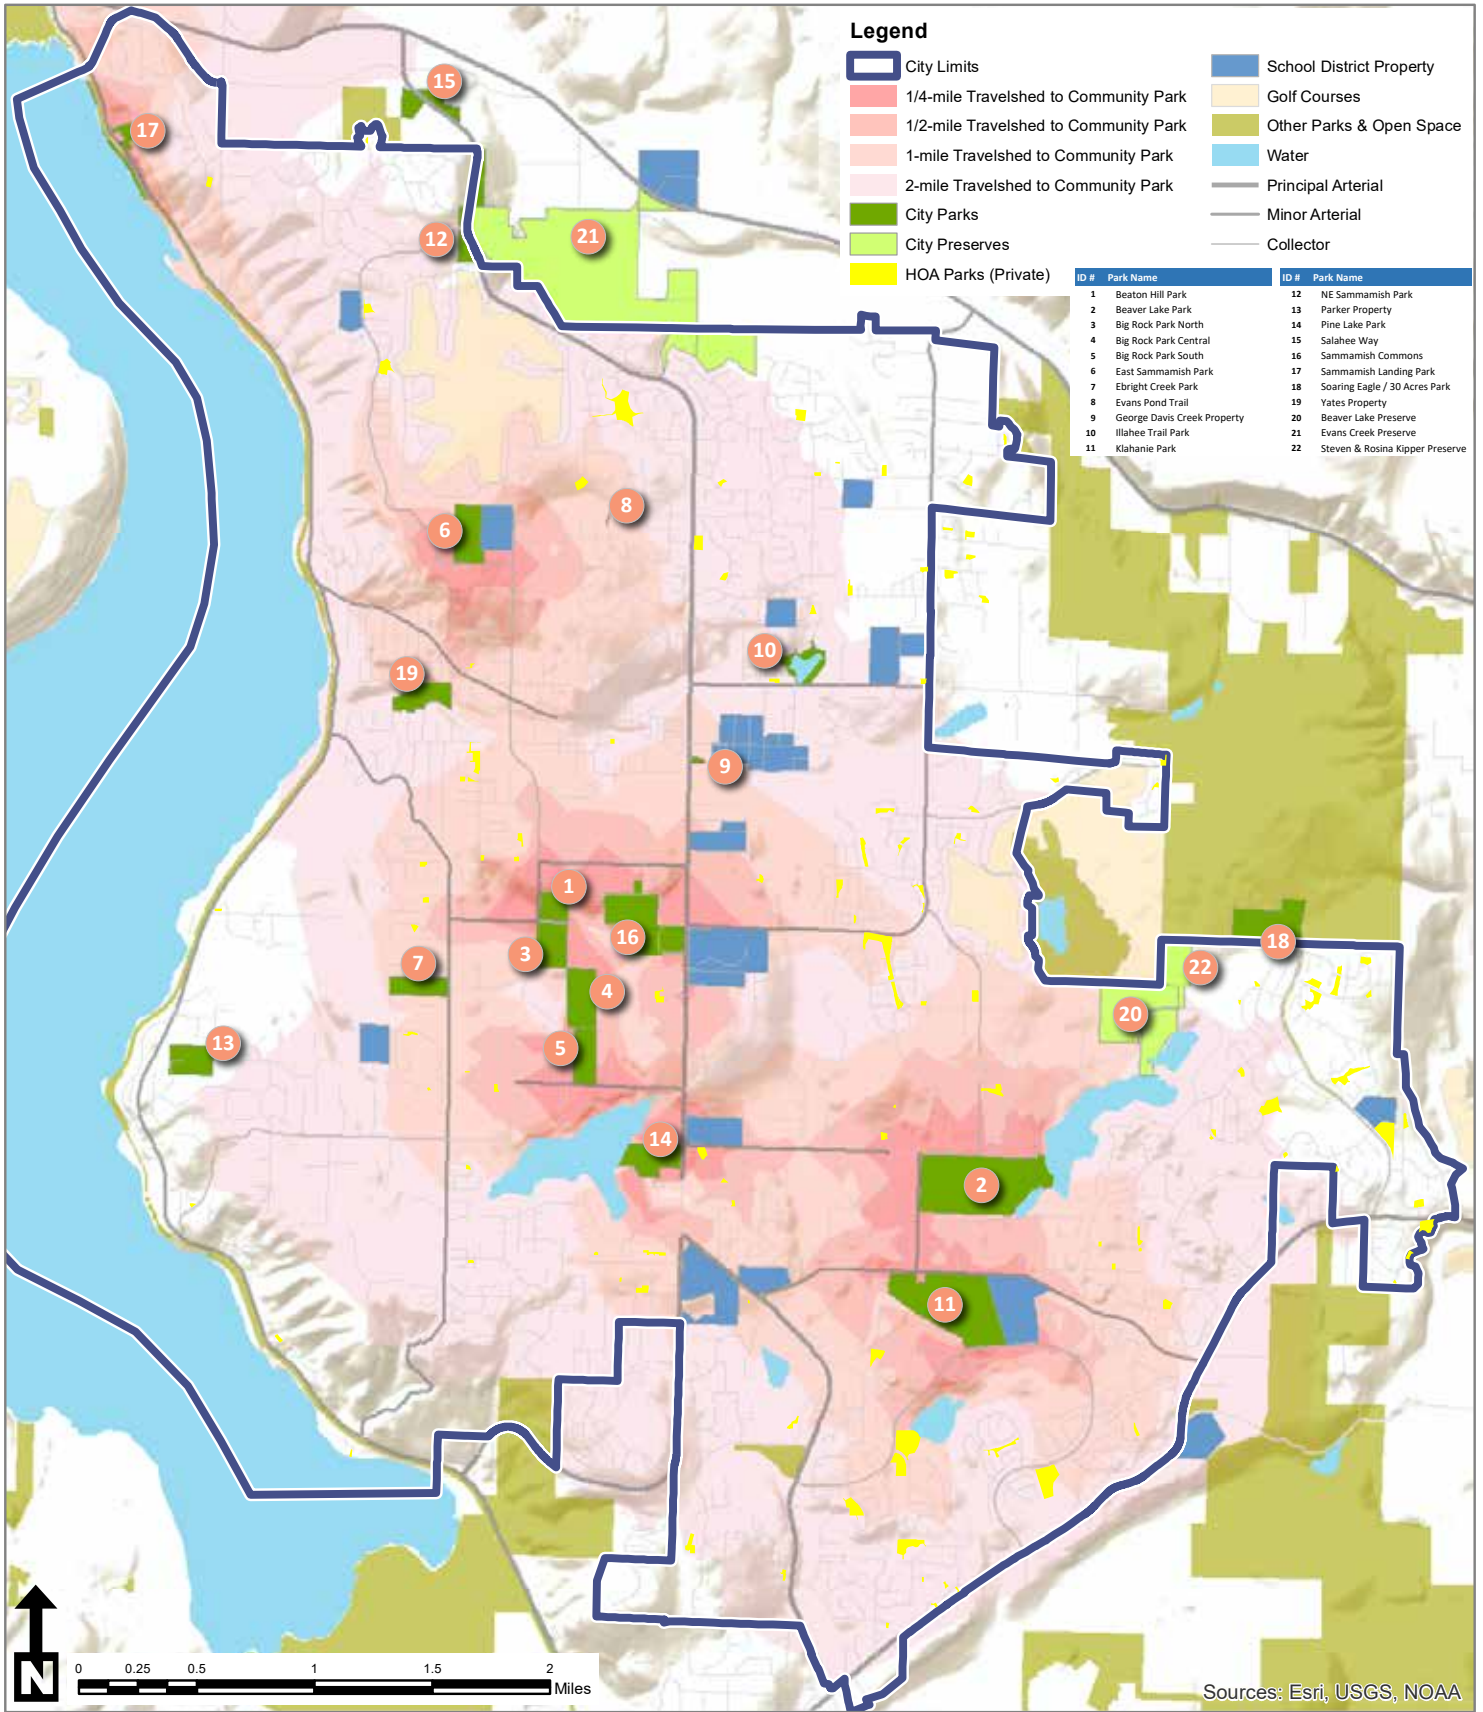 Legend
City Limits
1/4-mile Travelshed to Community Park
1/2-mile Travelshed to Community Park
1-mile Travelshed to Community Park
2-mile Travelshed to Community Park
City Parks
City Preserves
HOA Parks (Private)
School District Property
Golf Courses
Other Parks & Open Space
Water
Principal Arterial
Minor Arterial
Collector
ID # Park Name
1 Beaton Hill Park
2 Beaver Lake Park
3 Big Rock Park North
4 Big Rock Park Central
5 Big Rock Park South
6 East Sammamish Park
7 Ebright Creek Park
8 Evans Pond Trail
9 George Davis Creek Property
10 Illahee Trail Park
11 Klahanie Park
ID # Park Name
12 NE Sammamish Park
13 Parker Property
14 Pine Lake Park
15 Salahee Way
16 Sammamish Commons
17 Sammamish Landing Park
18 Soaring Eagle / 30 Acres Park
19 Yates Property
20 Beaver Lake Preserve
21 Evans Creek Preserve
22 Steven & Rosina Kipper Preserve
15
17
12
21
8
6
10
19
9
1
16
3
7
4
18
22
20
13
5
14
2
11
N
0 0.25 0.5 1 1.5 2
Miles
Sources: Esri, USGS, NOAA